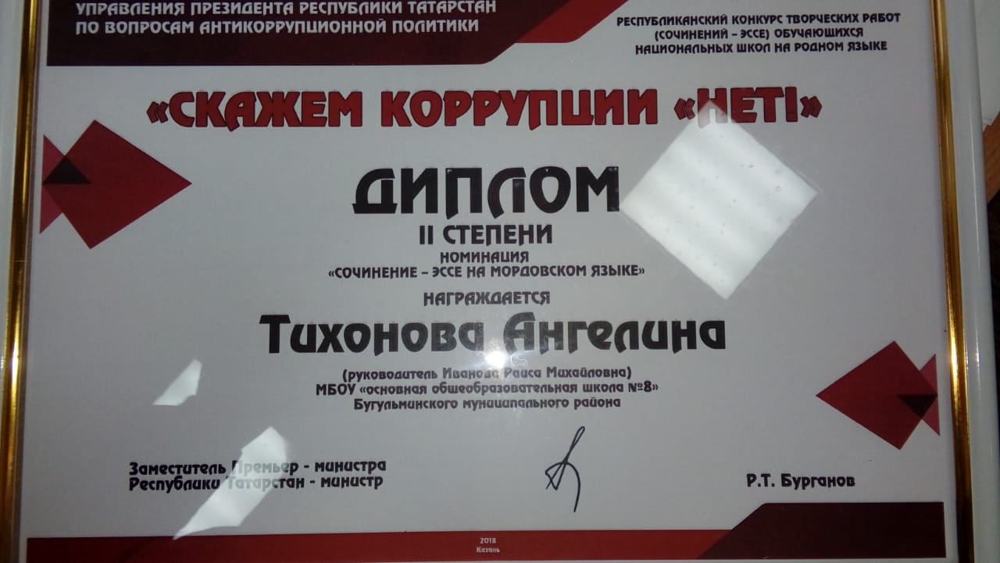 УПРАВЛЕНИЯ ПРЕЗИДЕНТА РЕСПУБЛИКИ ТАТАРСТАН
ПО ВОПРОСАМ АНТИКОРРУПЦИОННОЙ ПОЛИТИКИ
РЕСПУБЛИКАНСКИЙ КОНКУРС ТВОРЧЕСКИХ РАБОТ
(СОЧИНЕНИЙ – ЭССЕ) ОБУЧАЮЩИХСЯ
НАЦИОНАЛЬНЫХ ШКОЛ НА РОДНОМ ЯЗЫКЕ
«СКАЖЕМ КОРРУПЦИИ «НЕТ!»
ДИПЛОМ
II СТЕПЕНИ
НОМИНАЦИЯ
«СОЧИНЕНИЕ – ЭССЕ НА МОРДОВСКОМ ЯЗЫКЕ»
НАГРАЖДАЕТСЯ
Тихонова Ангелина
(руководитель Иванова Раиса Михайловна)
МБОУ «основная общеобразовательная школа №8»
Бугульминского муниципального района
Заместитель Премьер - министра
Республики Татарстан - министр
Р.Т. Бурганов
2018
Казань